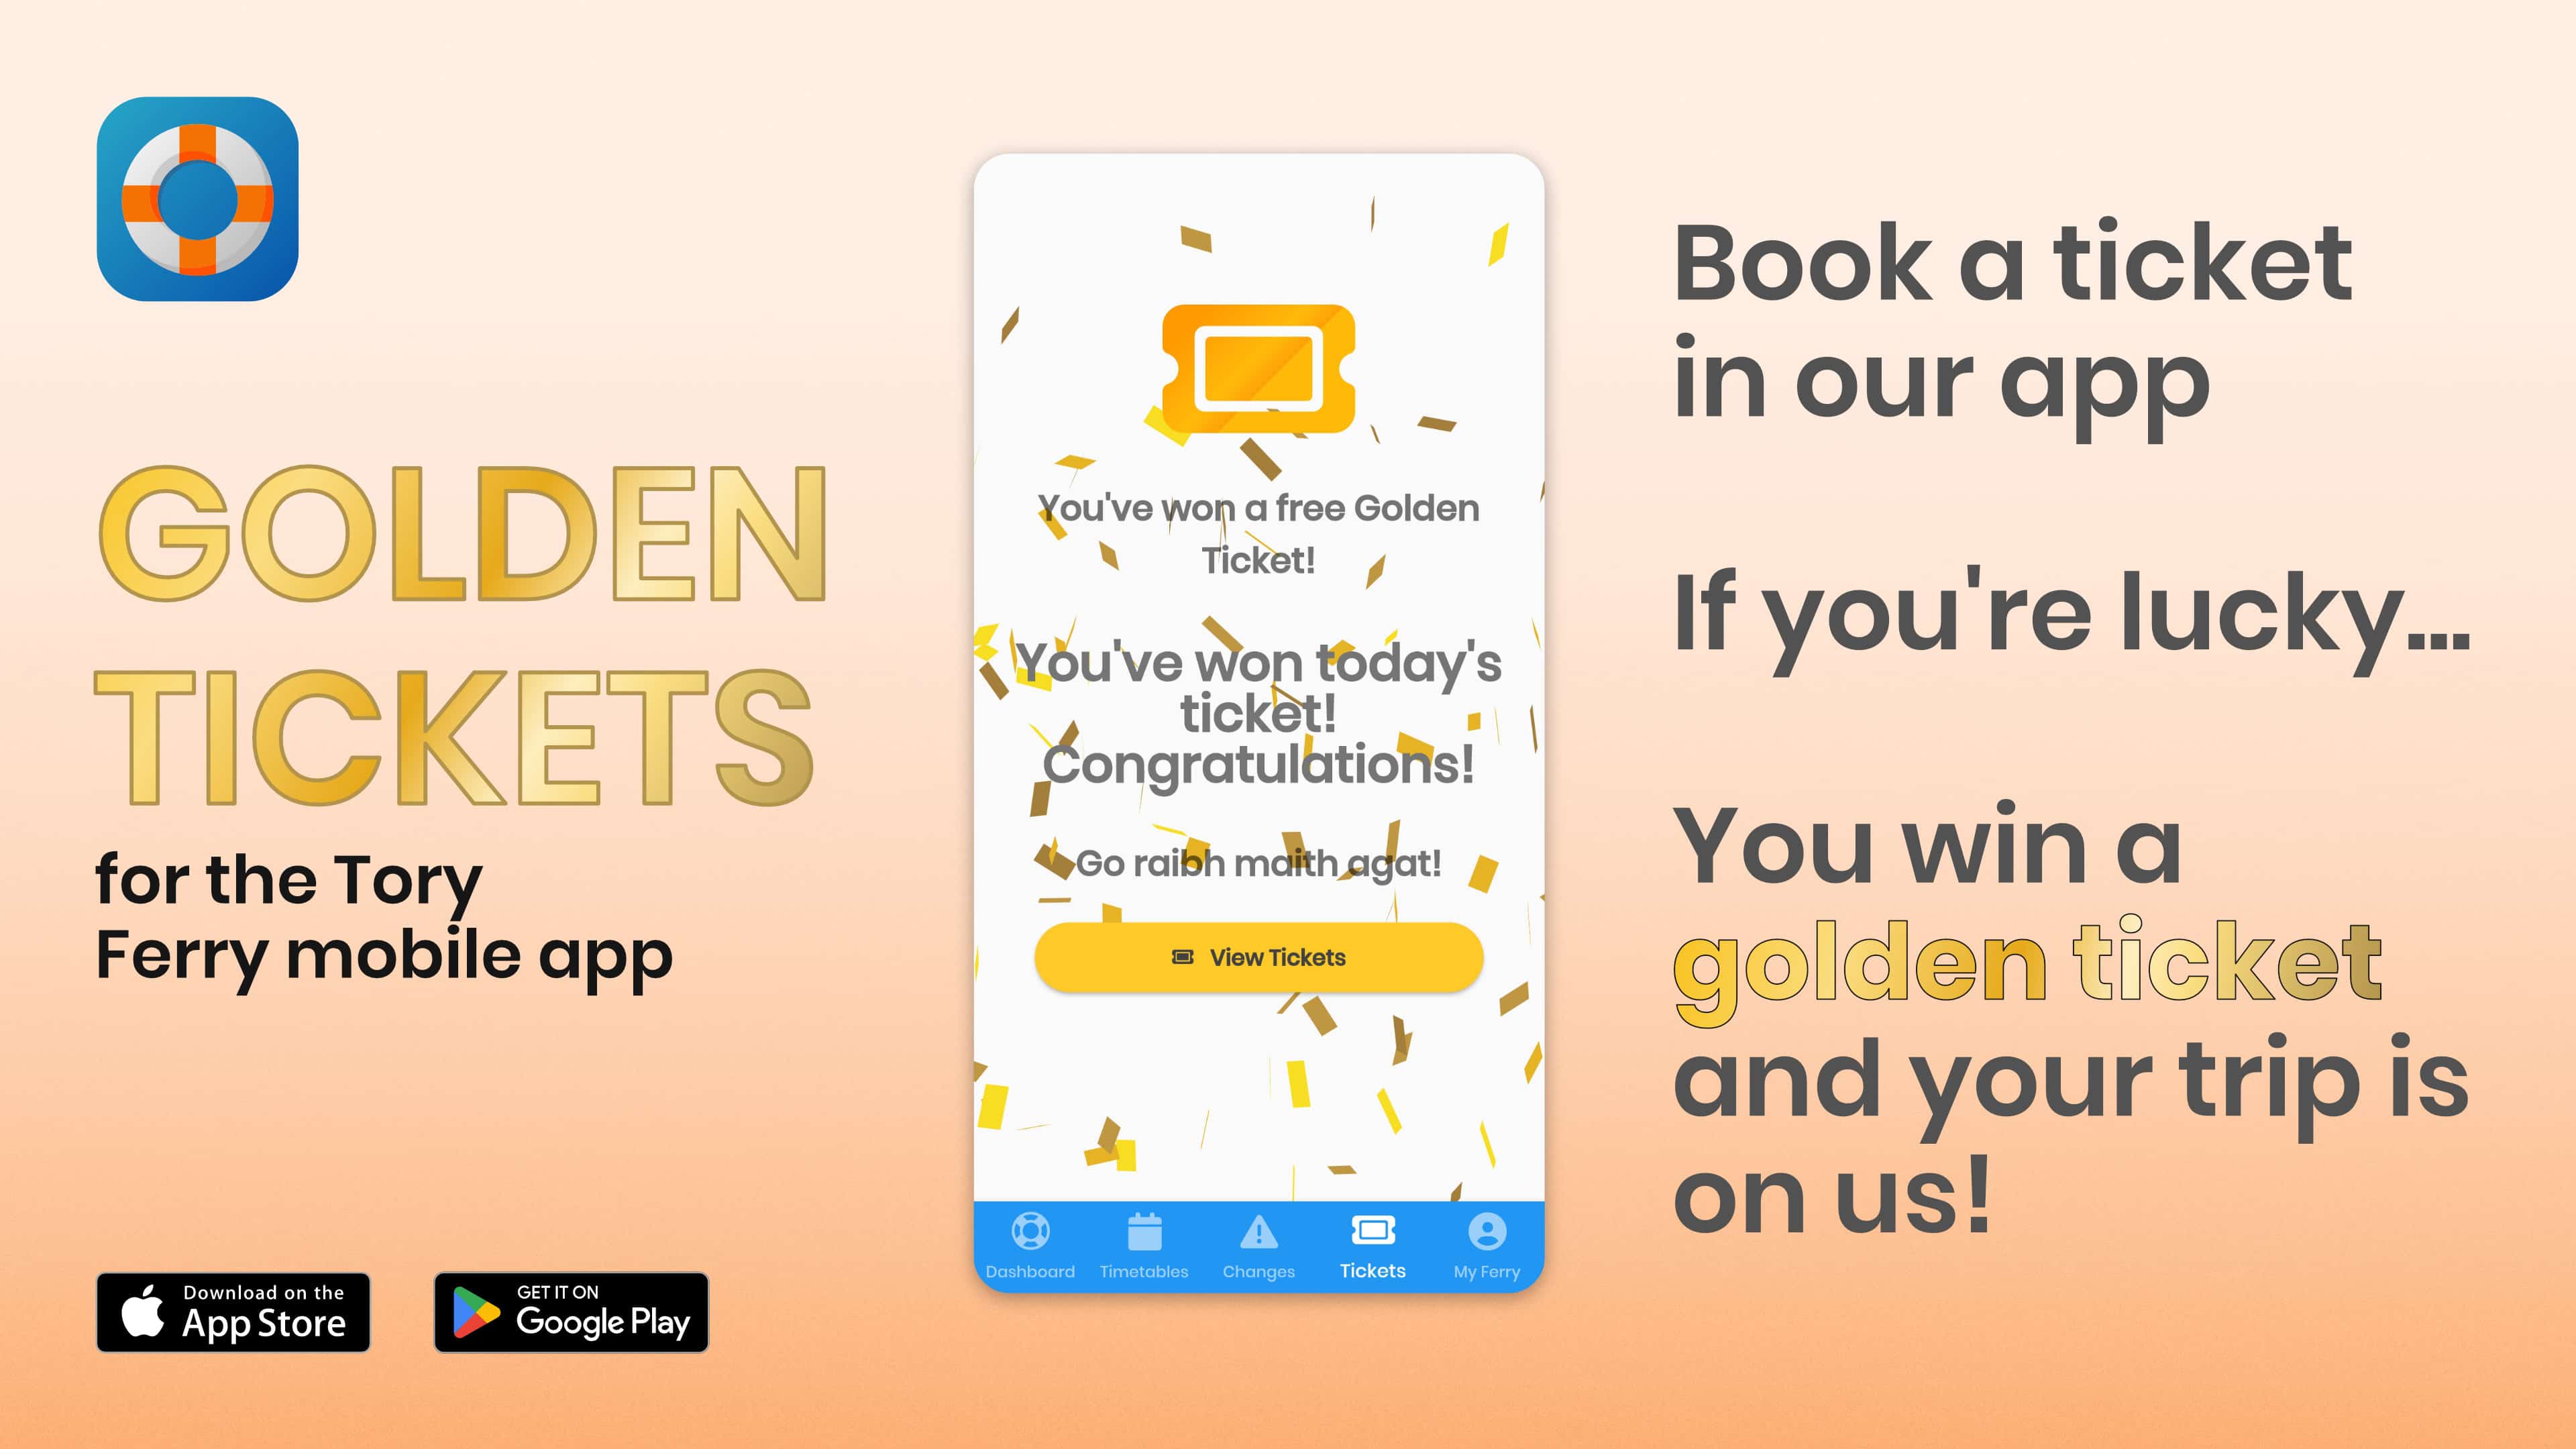 GOLDEN
TICKETS
for the Tory
Ferry mobile app
Download on the
App Store
GET IT ON
Google Play
You've won a free Golden
Ticket!
You've won today's
ticket!
Congratulations!
Go raibh maith agat!
View Tickets
Dashboard
Timetables
Changes
Tickets
My Ferry
Book a ticket
in our app
If you're lucky...
You win a
golden ticket
and your trip is
on us!